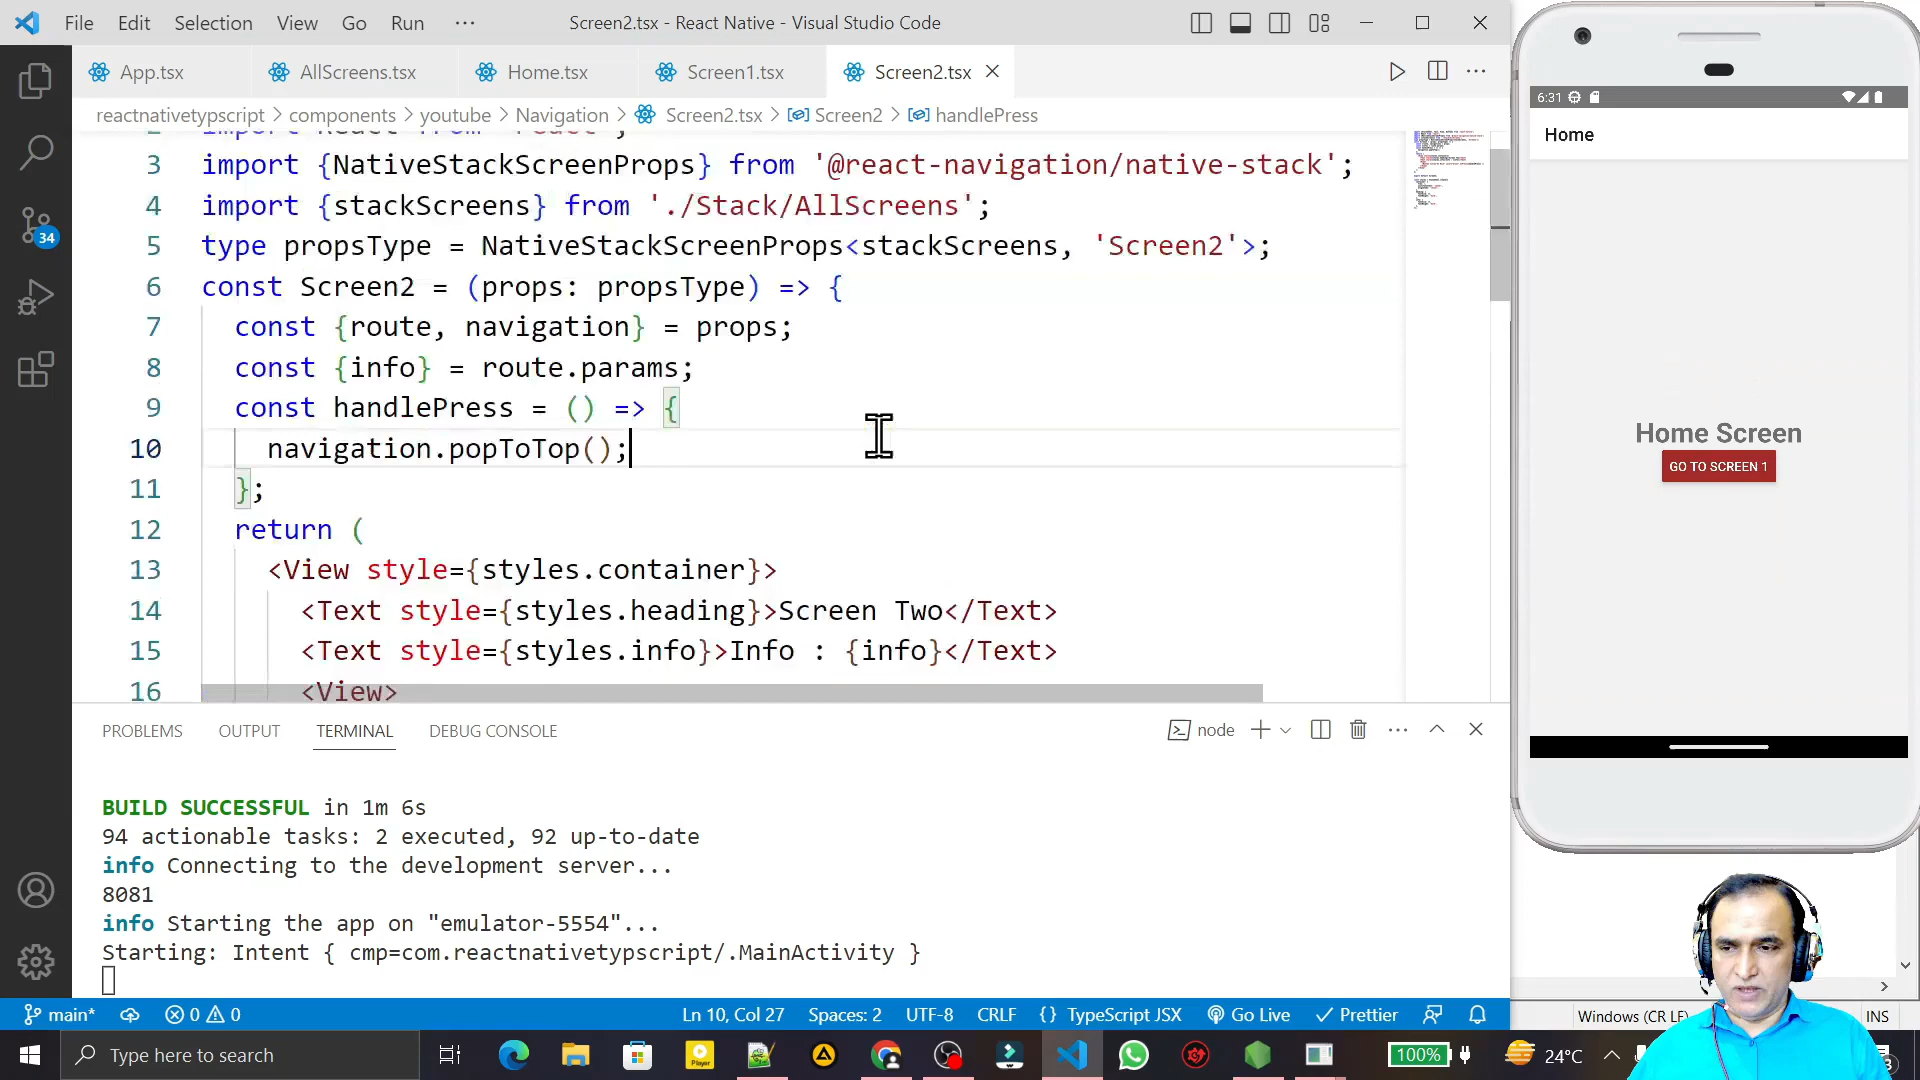 File Edit Selection View Go Run ···
Screen2.tsx - React Native - Visual Studio Code
App.tsx
AllScreens.tsx
Home.tsx
Screen1.tsx
Screen2.tsx
reactnativetypscript > components > youtube > Navigation > Screen2.tsx > Screen2 > handlePress
2 import React from 'react';
3 import {NativeStackScreenProps} from '@react-navigation/native-stack';
4 import {stackScreens} from './Stack/AllScreens';
5 type propsType = NativeStackScreenProps<stackScreens, 'Screen2'>;
6 const Screen2 = (props: propsType) => {
7 const {route, navigation} = props;
8 const {info} = route.params;
9 const handlePress = () => {
10 navigation.popToTop();
11 };
12 return (
13 <View style={styles.container}>
14 <Text style={styles.heading}>Screen Two</Text>
15 <Text style={styles.info}>Info : {info}</Text>
16 <View>
PROBLEMS OUTPUT TERMINAL DEBUG CONSOLE
node
BUILD SUCCESSFUL in 1m 6s
94 actionable tasks: 2 executed, 92 up-to-date
info Connecting to the development server...
8081
info Starting the app on "emulator-5554"...
Starting: Intent { cmp=com.reactnativetypscript/.MainActivity }
34
main* 0 0
Ln 10, Col 27 Spaces: 2 UTF-8 CRLF {} TypeScript JSX Go Live Prettier
6:31
Home
Home Screen
GO TO SCREEN 1
Windows (CR LF)
INS
Type here to search
Player
100%
24°C